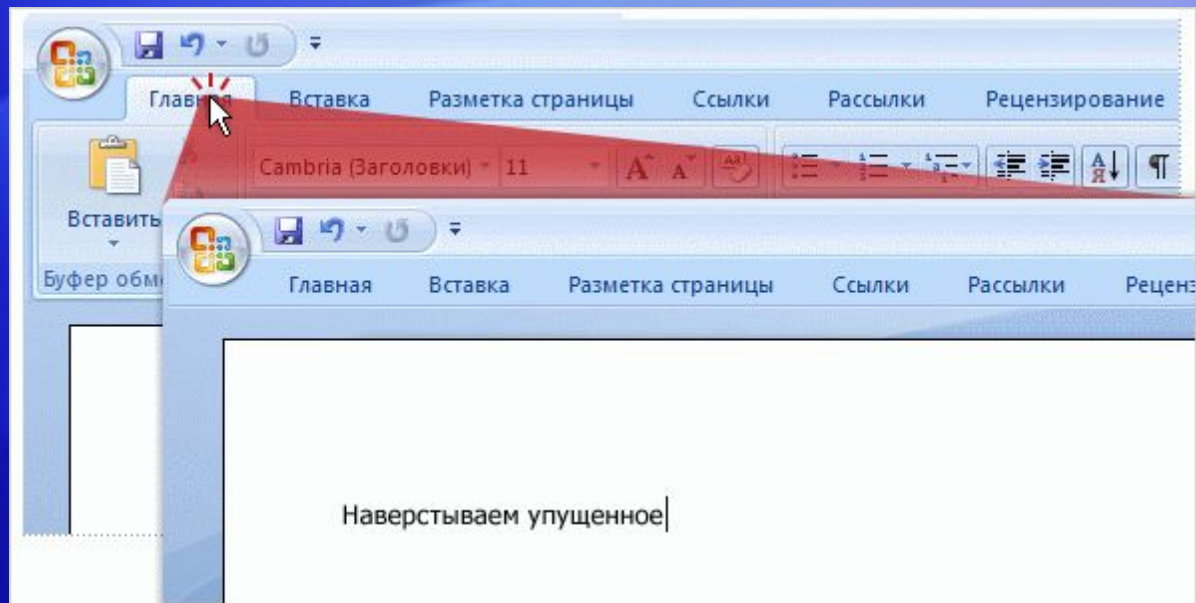 Главная Вставка Разметка страницы Ссылки Рассылки Рецензирование
Cambria (Заголовки) 11
Вставить
Буфер
Главная Вставка Разметка страницы Ссылки Рассылки
Наверстываем упущенное